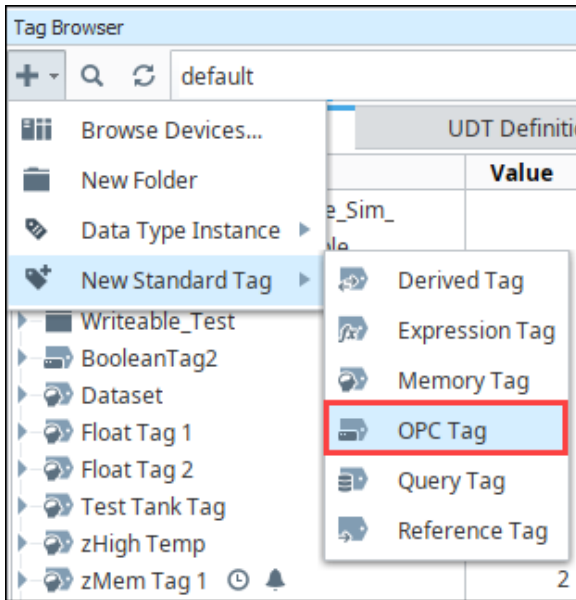 Tag Browser
default
Browse Devices...
UDT Definiti
New Folder
Value
Data Type Instance
e_Sim_
New Standard Tag
Derived Tag
Writeable_Test
Expression Tag
BooleanTag2
Memory Tag
Dataset
OPC Tag
Float Tag 1
Float Tag 2
Query Tag
Test Tank Tag
Reference Tag
zHigh Temp
zMem Tag 1
2